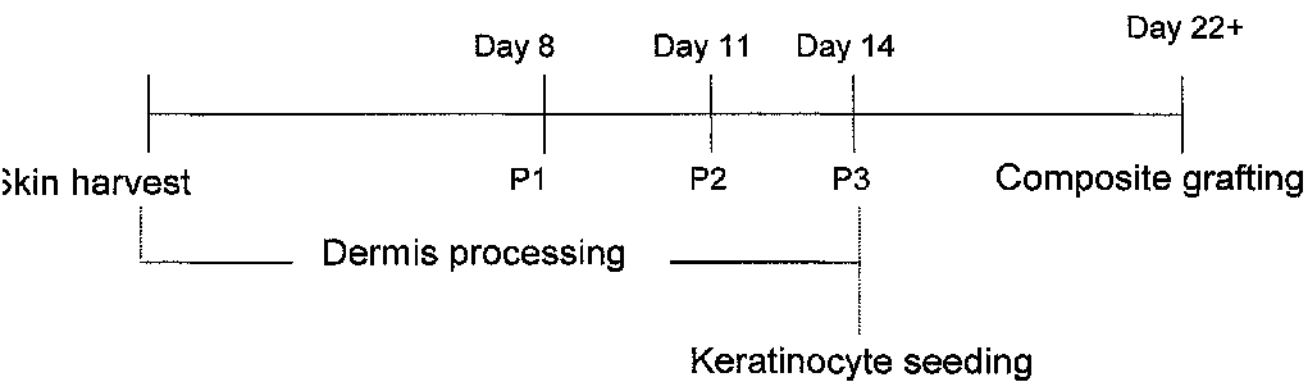 Day 8
Day 11
Day 14
Day 22+
Skin harvest
P1
P2
P3
Composite grafting
Dermis processing
Keratinocyte seeding